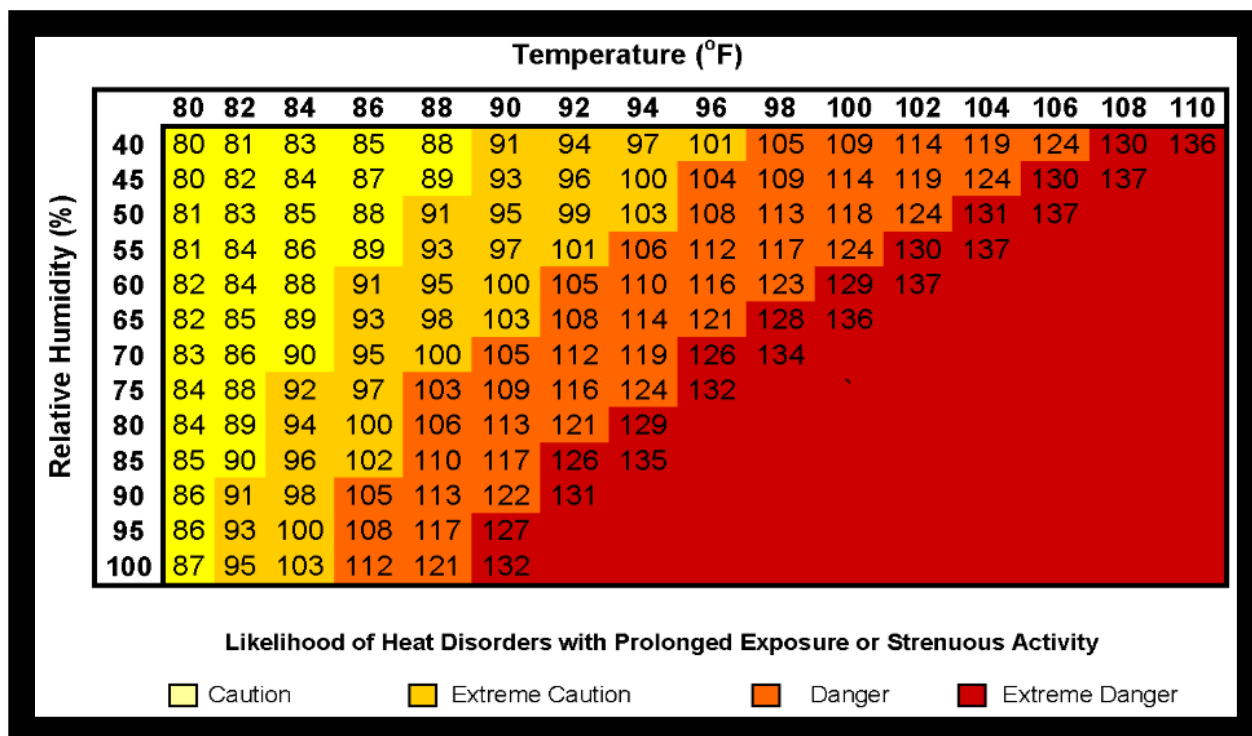 Temperature (°F)
80 82 84 86 88 90 92 94 96 98 100 102 104 106 108 110
Relative Humidity (%)
40 80 81 83 85 88 91 94 97 101 105 109 114 119 124 130 136
45 80 82 84 87 89 93 96 100 104 109 114 119 124 130 137
50 81 83 85 88 91 95 99 103 108 113 118 124 131 137
55 81 84 86 89 93 97 101 106 112 117 124 130 137
60 82 84 88 91 95 100 105 110 116 123 129 137
65 82 85 89 93 98 103 108 114 121 128 136
70 83 86 90 95 100 105 112 119 126 134
75 84 88 92 97 103 109 116 124 132
80 84 89 94 100 106 113 121 129
85 85 90 96 102 110 117 126 135
90 86 91 98 105 113 122 131
95 86 93 100 108 117 127
100 87 95 103 112 121 132
Likelihood of Heat Disorders with Prolonged Exposure or Strenuous Activity
Caution Extreme Caution Danger Extreme Danger